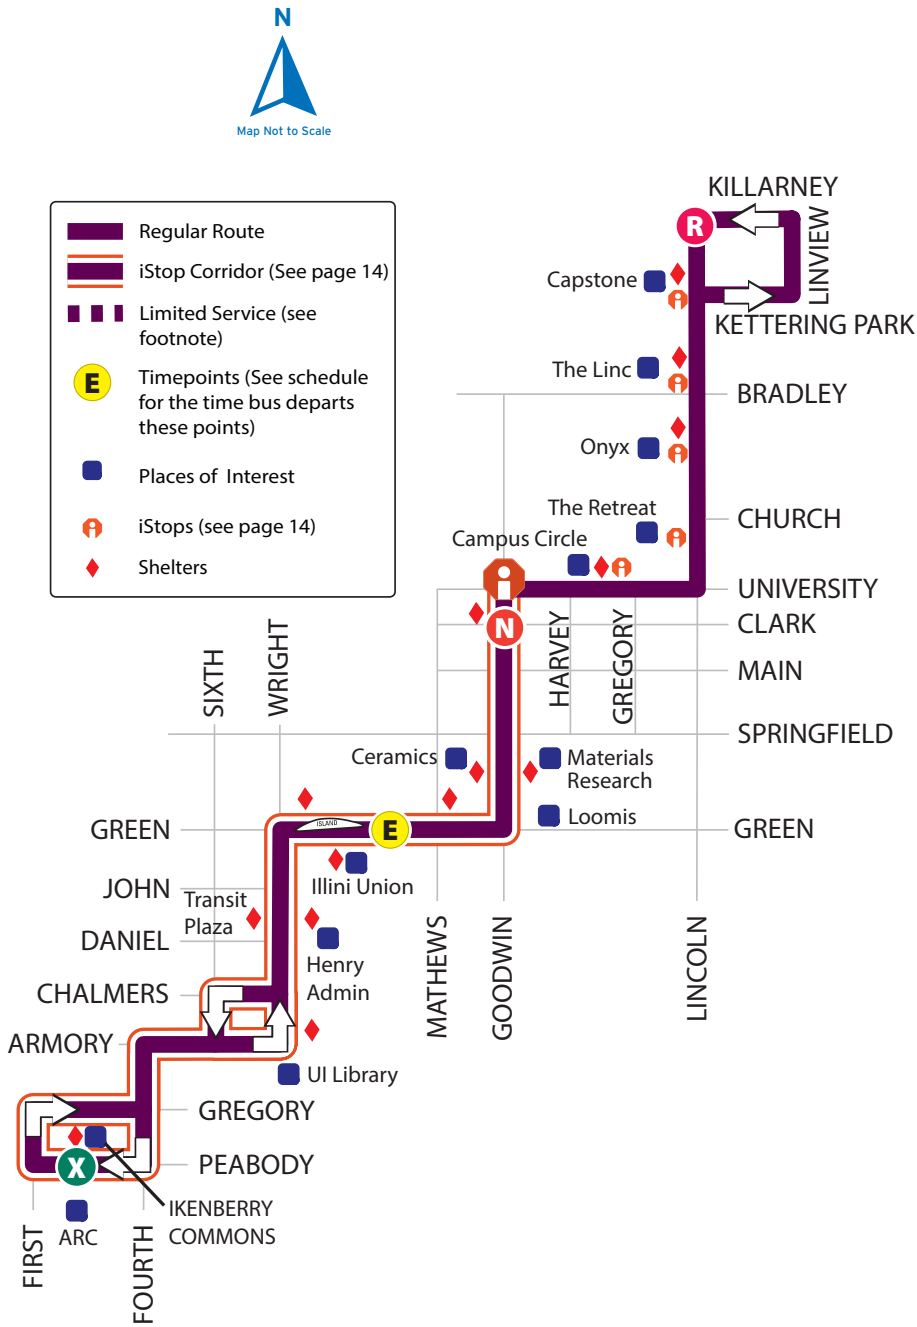 N
Map Not to Scale
Regular Route
iStop Corridor (See page 14)
Limited Service (see
footnote)
E
Timepoints (See schedule
for the time bus departs
these points)
Places of Interest
iStops (see page 14)
Shelters
KILLARNEY
R
LINVIEW
Capstone
KETTERING PARK
The Linc
BRADLEY
Onyx
The Retreat
CHURCH
Campus Circle
UNIVERSITY
N
CLARK
HARVEY
GREGORY
MAIN
SIXTH
WRIGHT
SPRINGFIELD
Ceramics
Materials
Research
Loomis
GREEN
ISLAND
E
GREEN
Illini Union
JOHN
Transit
Plaza
DANIEL
Henry
Admin
MATHEWS
GOODWIN
LINCOLN
CHALMERS
ARMORY
UI Library
GREGORY
X
PEABODY
IKENBERRY
COMMONS
ARC
FIRST
FOURTH